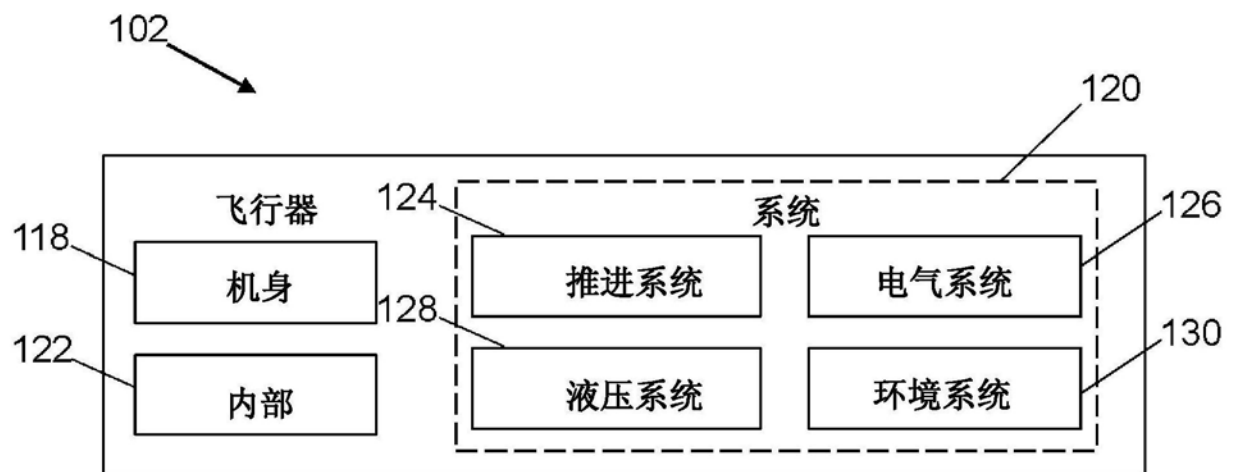 102
120
飞行器
124
系统
126
118
机身
推进系统
电气系统
128
122
内部
液压系统
环境系统
130